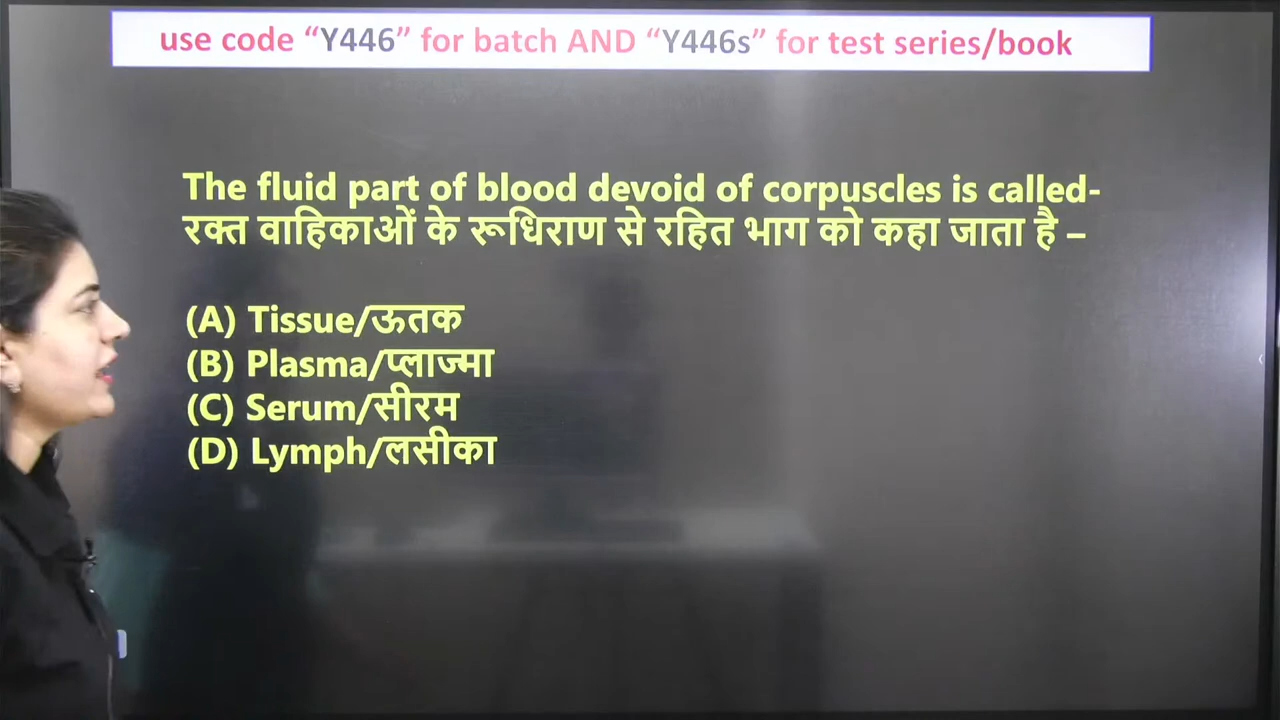 use code “Y446” for batch AND “Y446s” for test series/book
The fluid part of blood devoid of corpuscles is called-
रक्त वाहिकाओं के रूधिराण से रहित भाग को कहा जाता है –
(A) Tissue/ऊतक
(B) Plasma/प्लाज्मा
(C) Serum/सीरम
(D) Lymph/लसीका